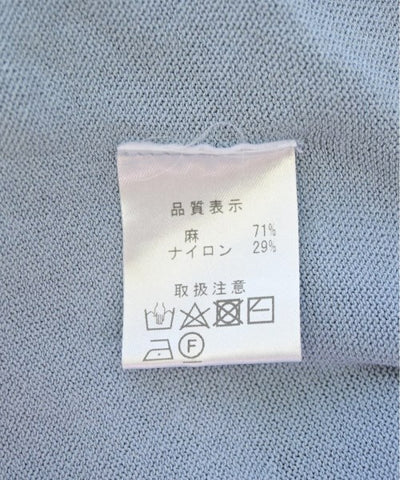 品質表示
麻 71%
ナイロン 29%
取扱注意
F